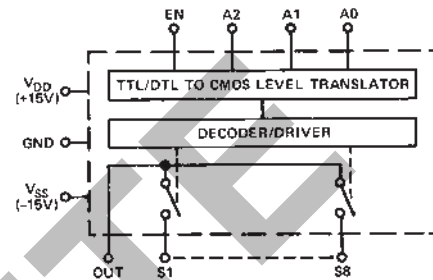 EN A2 A1 A0
VDD
(+15V)
TTL/DTL TO CMOS LEVEL TRANSLATOR
DECODER/DRIVER
GND
VSS
(-15V)
OUT S1 S8